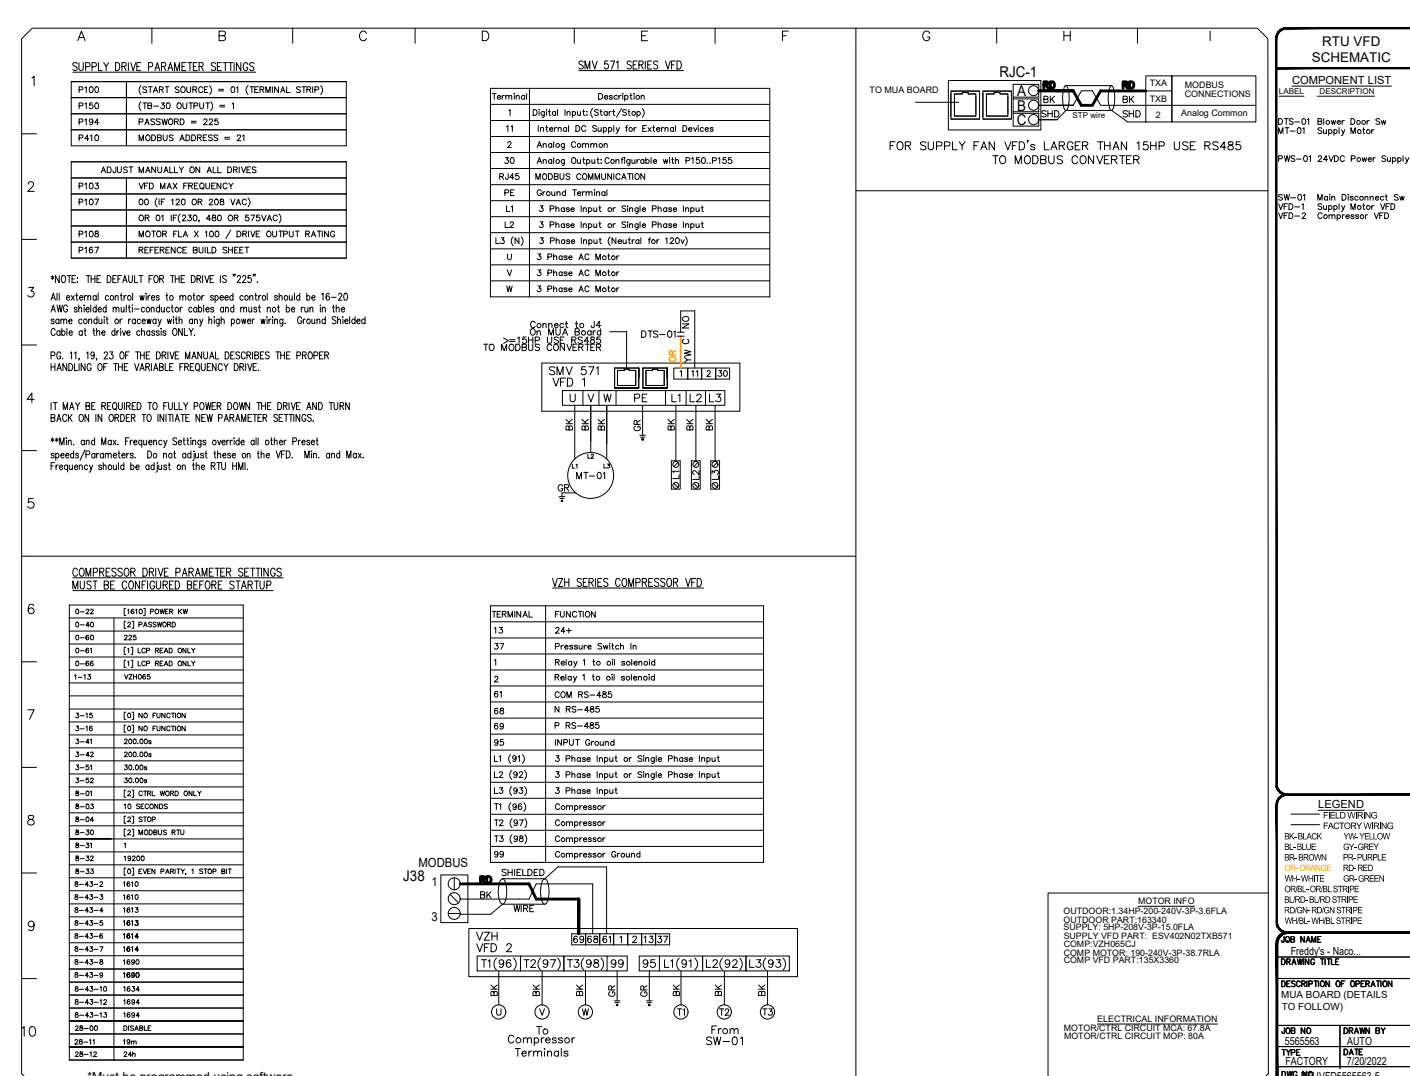 A B C D E F G H I
1
2
3
4
5
6
7
8
9
10
SUPPLY DRIVE PARAMETER SETTINGS
P100 (START SOURCE) = 01 (TERMINAL STRIP)
P150 (TB-30 OUTPUT) = 1
P194 PASSWORD = 225
P410 MODBUS ADDRESS = 21
ADJUST MANUALLY ON ALL DRIVES
P103 VFD MAX FREQUENCY
P107 00 (IF 120 OR 208 VAC)
OR 01 IF(230, 480 OR 575VAC)
P108 MOTOR FLA X 100 / DRIVE OUTPUT RATING
P167 REFERENCE BUILD SHEET
*NOTE: THE DEFAULT FOR THE DRIVE IS "225".
All external control wires to motor speed control should be 16-20
AWG shielded multi-conductor cables and must not be run in the
same conduit or raceway with any high power wiring. Ground Shielded
Cable at the drive chassis ONLY.
PG. 11, 19, 23 OF THE DRIVE MANUAL DESCRIBES THE PROPER
HANDLING OF THE VARIABLE FREQUENCY DRIVE.
IT MAY BE REQUIRED TO FULLY POWER DOWN THE DRIVE AND TURN
BACK ON IN ORDER TO INITIATE NEW PARAMETER SETTINGS.
**Min. and Max. Frequency Settings override all other Preset
speeds/Parameters. Do not adjust these on the VFD. Min. and Max.
Frequency should be adjust on the RTU HMI.
SMV 571 SERIES VFD
Terminal Description
1 Digital Input:(Start/Stop)
11 Internal DC Supply for External Devices
2 Analog Common
30 Analog Output:Configurable with P150..P155
RJ45 MODBUS COMMUNICATION
PE Ground Terminal
L1 3 Phase Input or Single Phase Input
L2 3 Phase Input or Single Phase Input
L3 (N) 3 Phase Input (Neutral for 120v)
U 3 Phase AC Motor
V 3 Phase AC Motor
W 3 Phase AC Motor
Connect to J4
On MUA Board
>=15HP USE RS485
TO MODBUS CONVERTER
DTS-01
NO
C
OR
YW
SMV 571
VFD 1
1 11 2 30
U V W PE L1 L2 L3
BK BK BK GR BK BK BK
L1 L2 L3
MT-01
GR
L1 L2 L3
RJC-1
TO MUA BOARD
A RD RD TXA
B BK BK TXB
C SHD STP wire SHD 2
MODBUS
CONNECTIONS
Analog Common
FOR SUPPLY FAN VFD's LARGER THAN 15HP USE RS485
TO MODBUS CONVERTER
COMPRESSOR DRIVE PARAMETER SETTINGS
MUST BE CONFIGURED BEFORE STARTUP
0-22 [1610] POWER KW
0-40 [2] PASSWORD
0-60 225
0-61 [1] LCP READ ONLY
0-66 [1] LCP READ ONLY
1-13 VZH065
3-15 [0] NO FUNCTION
3-16 [0] NO FUNCTION
3-41 200.00s
3-42 200.00s
3-51 30.00s
3-52 30.00s
8-01 [2] CTRL WORD ONLY
8-03 10 SECONDS
8-04 [2] STOP
8-30 [2] MODBUS RTU
8-31 1
8-32 19200
8-33 [0] EVEN PARITY, 1 STOP BIT
8-43-2 1610
8-43-3 1610
8-43-4 1613
8-43-5 1613
8-43-6 1614
8-43-7 1614
8-43-8 1690
8-43-9 1690
8-43-10 1634
8-43-12 1694
8-43-13 1694
28-00 DISABLE
28-11 19m
28-12 24h
*Must be programmed using software
VZH SERIES COMPRESSOR VFD
TERMINAL FUNCTION
13 24+
37 Pressure Switch In
1 Relay 1 to oil solenoid
2 Relay 1 to oil solenoid
61 COM RS-485
68 N RS-485
69 P RS-485
95 INPUT Ground
L1 (91) 3 Phase Input or Single Phase Input
L2 (92) 3 Phase Input or Single Phase Input
L3 (93) 3 Phase Input
T1 (96) Compressor
T2 (97) Compressor
T3 (98) Compressor
99 Compressor Ground
MODBUS
J38 1
3
RD
BK
SHIELDED
WIRE
VZH
VFD 2
69 68 61 1 2 13 37
T1(96) T2(97) T3(98) 99 95 L1(91) L2(92) L3(93)
BK BK BK GR GR BK BK BK
U V W T1 T2 T3
To
Compressor
Terminals
From
SW-01
MOTOR INFO
OUTDOOR:1.34HP-200-240V-3P-3.6FLA
OUTDOOR PART:163340
SUPPLY: 5HP-208V-3P-15.0FLA
SUPPLY VFD PART: ESV402N02TXB571
COMP:VZH065CJ
COMP MOTOR: 190-240V-3P-38.7RLA
COMP VFD PART:135X3360
ELECTRICAL INFORMATION
MOTOR/CTRL CIRCUIT MCA: 67.8A
MOTOR/CTRL CIRCUIT MOP: 80A
RTU VFD
SCHEMATIC
COMPONENT LIST
LABEL DESCRIPTION
DTS-01 Blower Door Sw
MT-01 Supply Motor
PWS-01 24VDC Power Supply
SW-01 Main Disconnect Sw
VFD-1 Supply Motor VFD
VFD-2 Compressor VFD
LEGEND
FIELD WIRING
FACTORY WIRING
BK-BLACK YW-YELLOW
BL-BLUE GY-GREY
BR-BROWN PR-PURPLE
OR-ORANGE RD-RED
WH-WHITE GR-GREEN
OR/BL-OR/BL STRIPE
BL/RD-BL/RD STRIPE
RD/GN-RD/GN STRIPE
WH/BL-WH/BL STRIPE
JOB NAME
Freddy's - Naco...
DRAWING TITLE
DESCRIPTION OF OPERATION
MUA BOARD (DETAILS
TO FOLLOW)
JOB NO DRAWN BY
5565563 AUTO
TYPE DATE
FACTORY 7/20/2022
DWG NO IVFD5565563-5